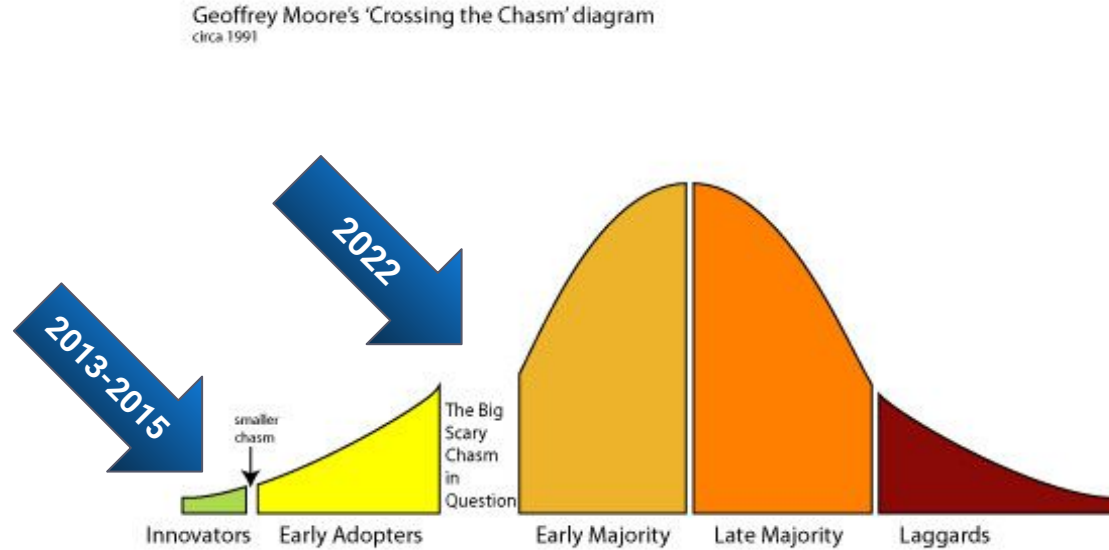 Geoffrey Moore's 'Crossing the Chasm' diagram
circa 1991
2022
2013-2015
smaller
chasm
The Big
Scary
Chasm
in
Question
Innovators
Early Adopters
Early Majority
Late Majority
Laggards